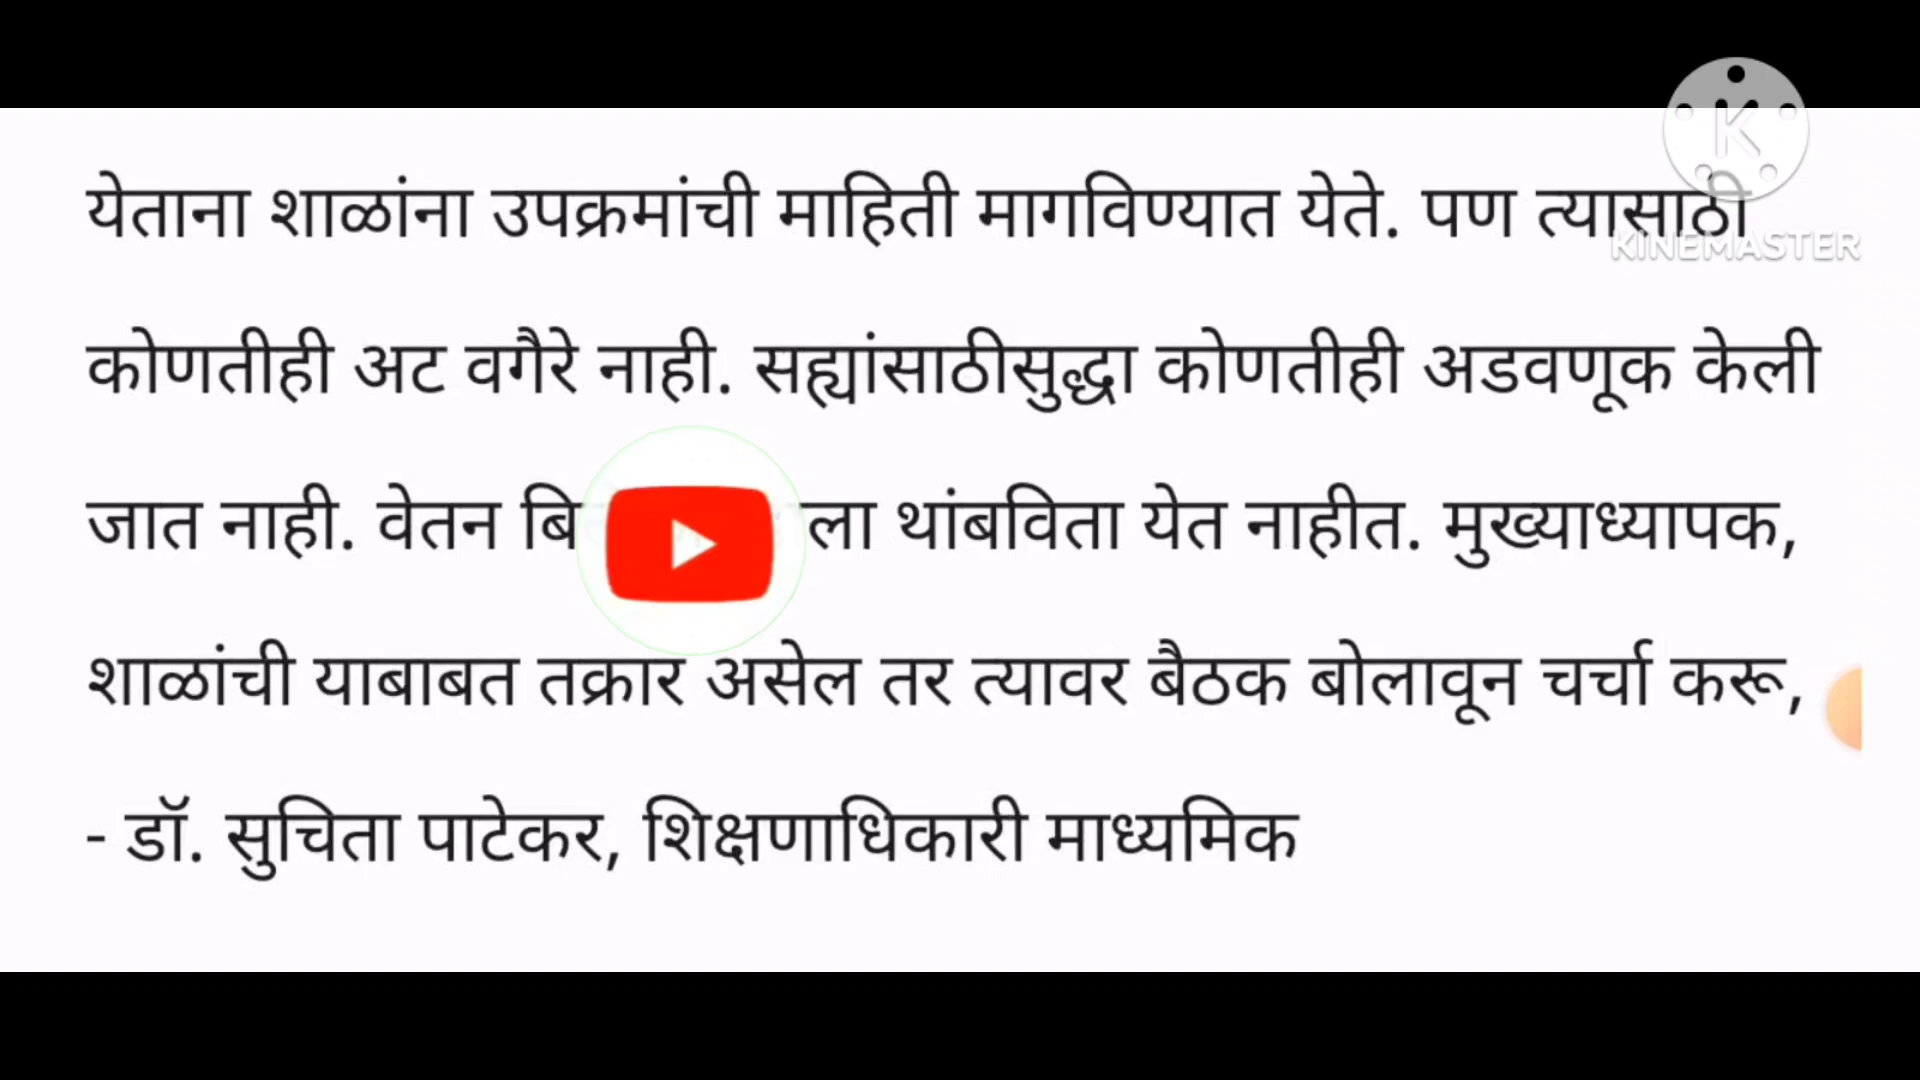 KINEMASTER
येताना शाळांना उपक्रमांची माहिती मागविण्यात येते. पण त्यासाठी
कोणतीही अट वगैरे नाही. सह्यांसाठीसुद्धा कोणतीही अडवणूक केली
जात नाही. वेतन थांबविता येत नाहीत. मुख्याध्यापक,
शाळांची याबाबत तक्रार असेल तर त्यावर बैठक बोलावून चर्चा करू,
- डॉ. सुचिता पाटेकर, शिक्षणाधिकारी माध्यमिक